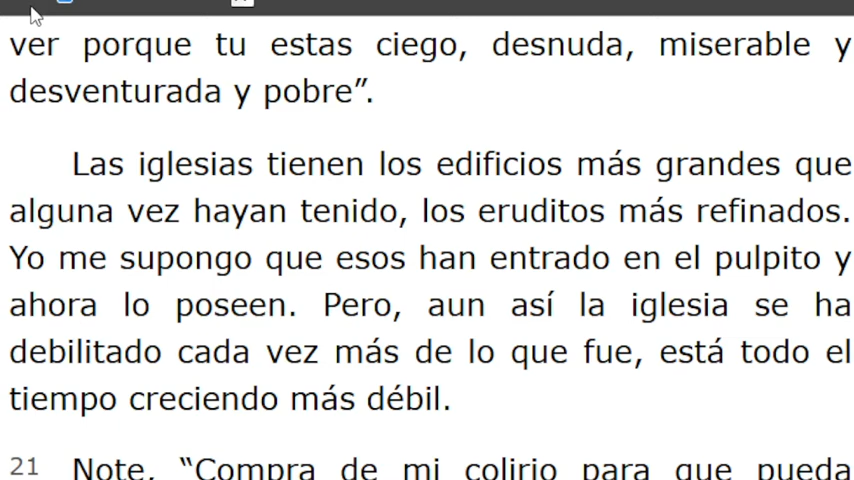 ver porque tu estas ciego, desnuda, miserable y
desventurada y pobre”.
Las iglesias tienen los edificios más grandes que
alguna vez hayan tenido, los eruditos más refinados.
Yo me supongo que esos han entrado en el pulpito y
ahora lo poseen. Pero, aun así la iglesia se ha
debilitado cada vez más de lo que fue, está todo el
tiempo creciendo más débil.
21 Note, “Compra de mi colirio para que pueda